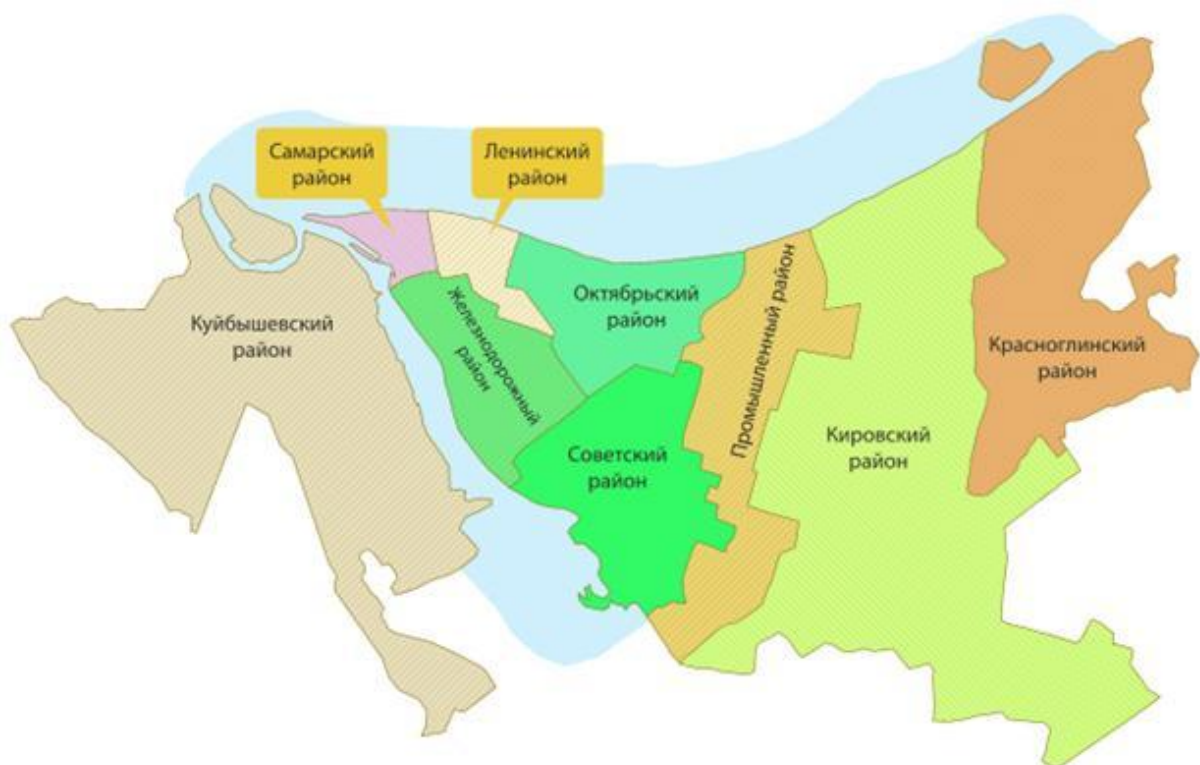 Самарский
район
Ленинский
район
Куйбышевский
район
Железнодорожный
район
Октябрьский
район
Промышленный район
Советский
район
Кировский
район
Красноглинский
район